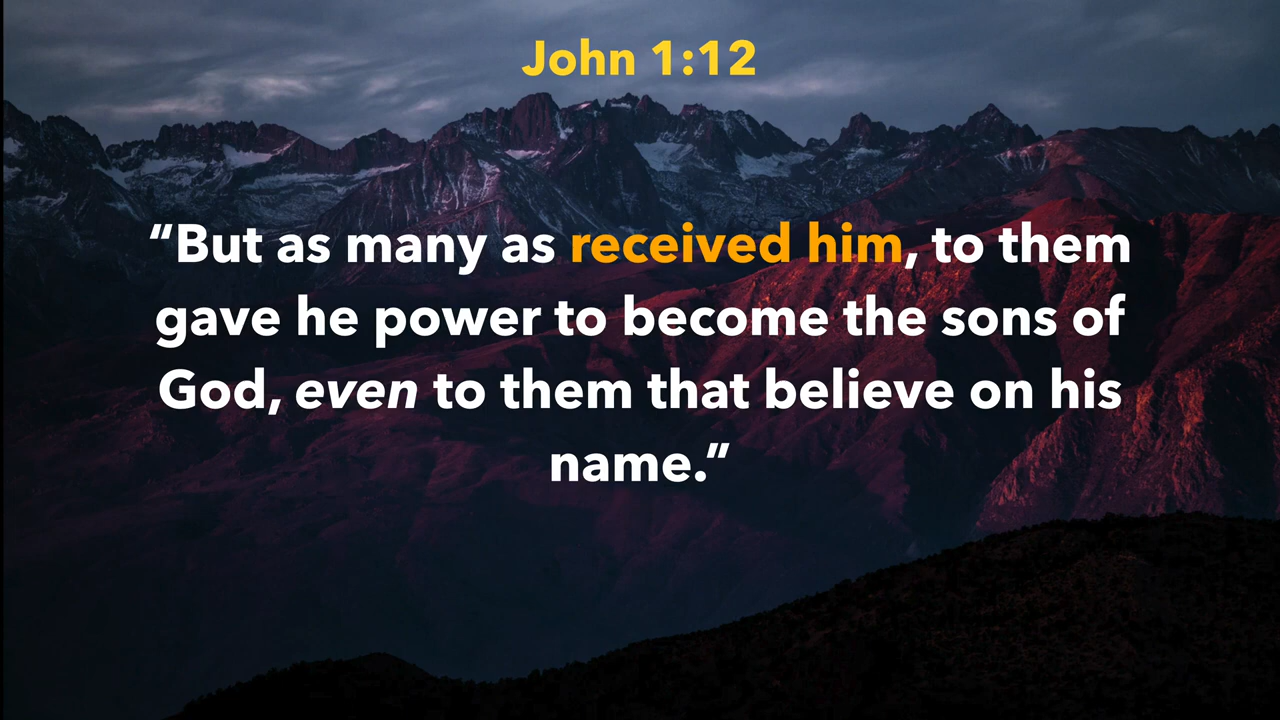 John 1:12
“But as many as received him, to them
gave he power to become the sons of
God, even to them that believe on his
name.”